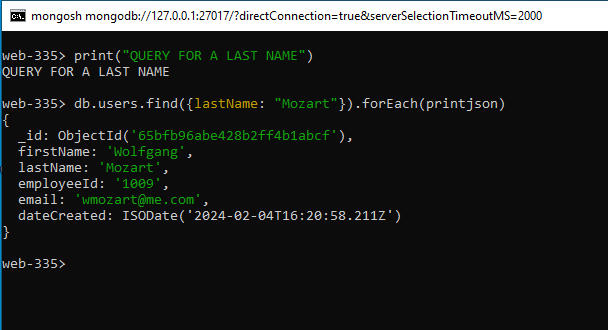 mongosh mongodb://127.0.0.1:27017/?directConnection=true&serverSelectionTimeoutMS=2000
web-335> print("QUERY FOR A LAST NAME")
QUERY FOR A LAST NAME
web-335> db.users.find({lastName: "Mozart"}).forEach(printjson)
{
  _id: ObjectId('65bfb96abe428b2ff4b1abcf'),
  firstName: 'Wolfgang',
  lastName: 'Mozart',
  employeeId: '1009',
  email: 'wmozart@me.com',
  dateCreated: ISODate('2024-02-04T16:20:58.211Z')
}
web-335>